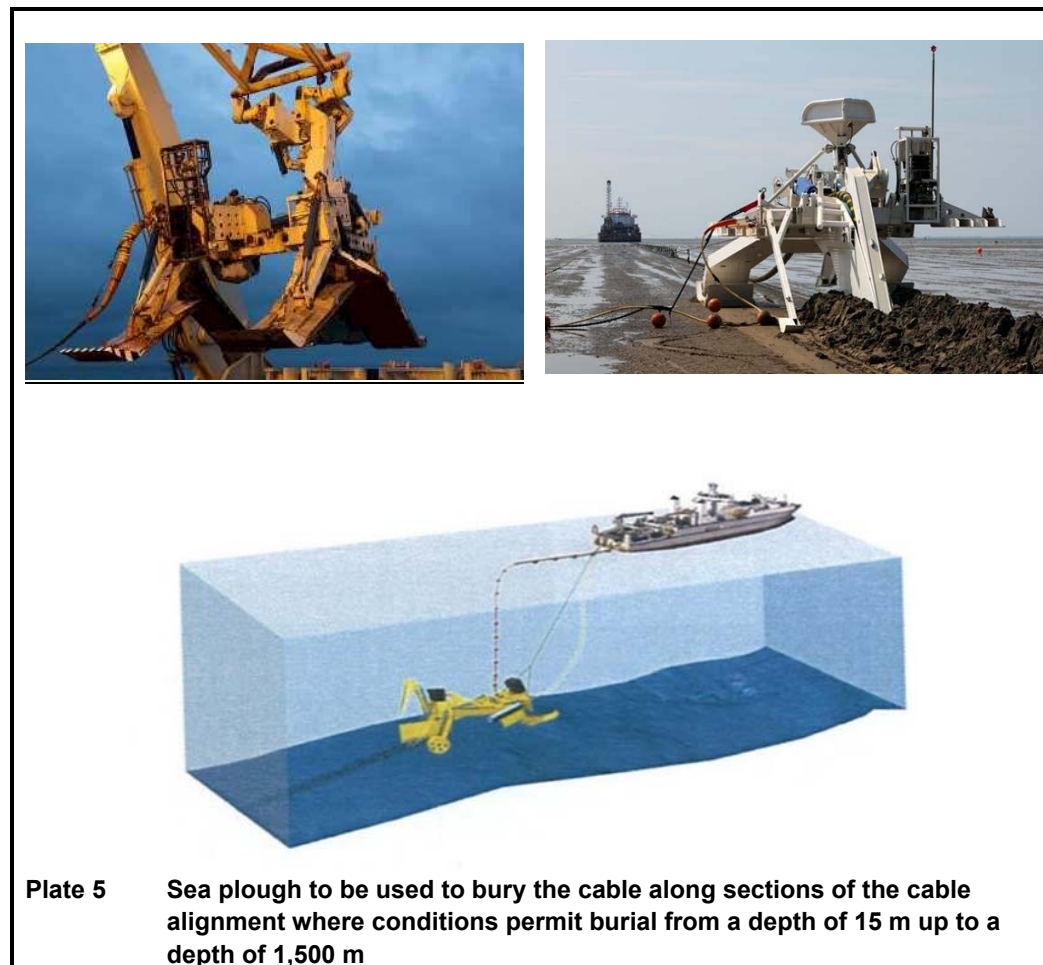 Plate 5 Sea plough to be used to bury the cable along sections of the cable
alignment where conditions permit burial from a depth of 15 m up to a
depth of 1,500 m